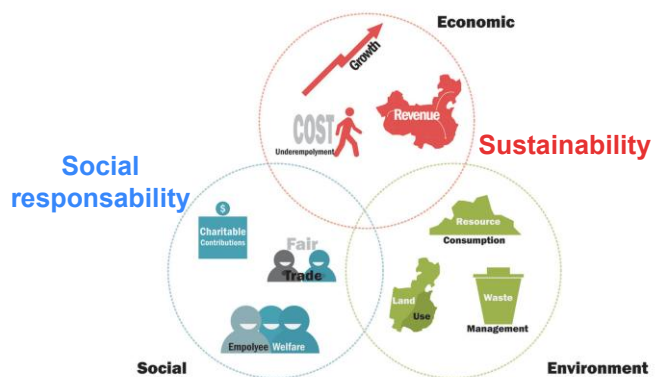 Economic
Growth
COST
Underempolyment
Revenue
Sustainability
Social
responsability
$
Charitable
Contributions
Fair
Trade
Empolyee Welfare
Social
Resource
Consumption
Land
Use
Waste
Management
Environment